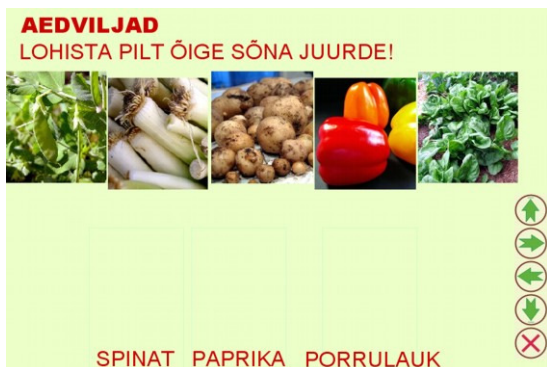 AEDVILJAD
LOHISTA PILT ÕIGE SÕNA JUURDE!
SPINAT PAPRIKA PORRULAUK